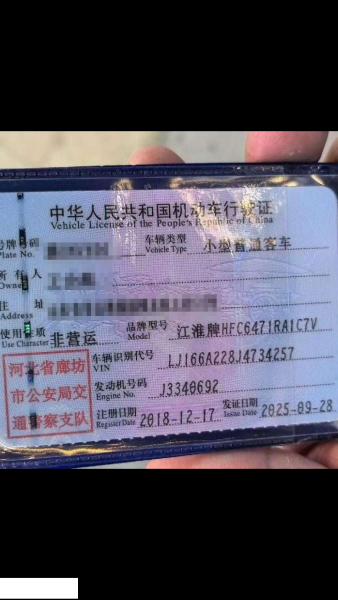 中华人民共和国机动车行驶证
Vehicle License of the People's Republic of China
号牌号码
Plate No.
车辆类型 小型普通客车
Vehicle Type
所有人
Owner
住 址
Address
使用性质 非营运
Use Character
品牌型号 江淮牌HFC6471RA1C7V
Model
车辆识别代号 LJ166A228J4734257
VIN
发动机号码 J3340692
Engine No.
注册日期 2018-12-17
Register Date
发证日期 2025-09-28
Issue Date
河北省廊坊
市公安局交
通警察支队